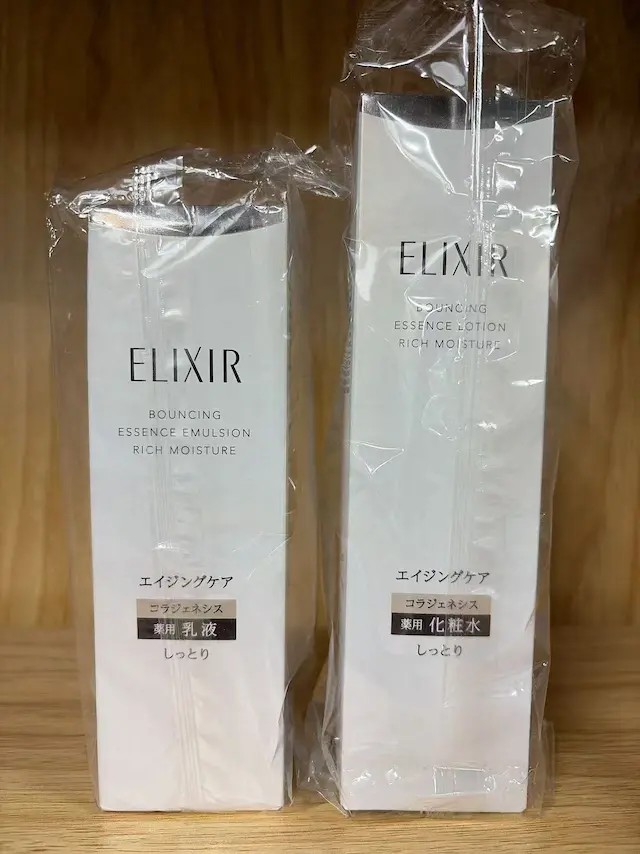 ELIXIR
BOUNCING
ESSENCE EMULSION
RICH MOISTURE
エイジングケア
コラジェネシス
薬用 乳液
しっとり
ELIXIR
BOUNCING
ESSENCE LOTION
RICH MOISTURE
エイジングケア
コラジェネシス
薬用 化粧水
しっとり